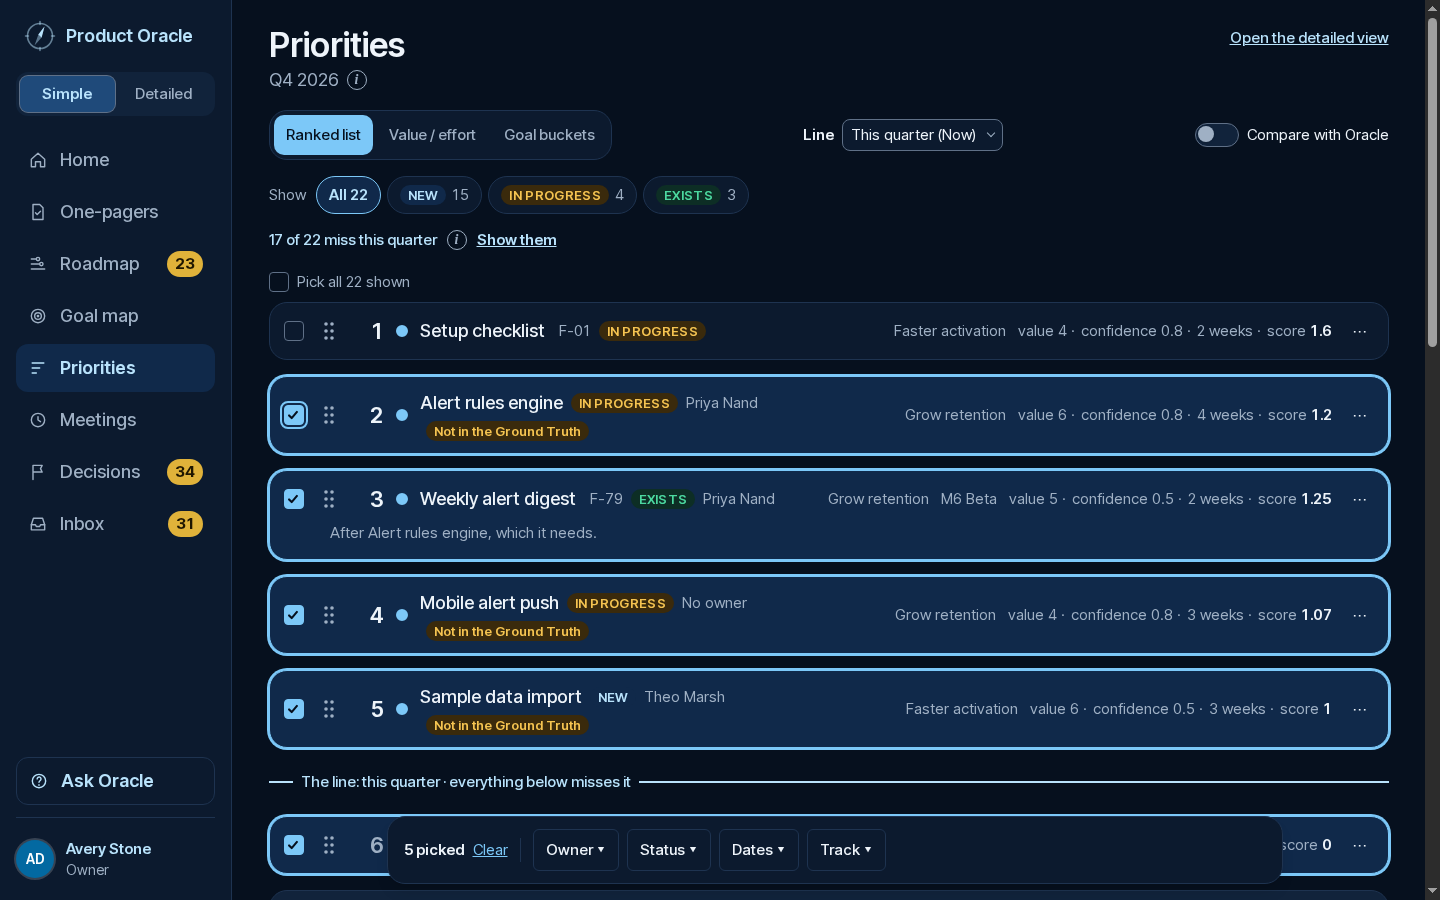 Product Oracle
Simple
Detailed
Home
One-pagers
Roadmap 23
Goal map
Priorities
Meetings
Decisions 34
Inbox 31
Ask Oracle
AD
Avery Stone
Owner
Priorities
Open the detailed view
Q4 2026 i
Ranked list
Value / effort
Goal buckets
Line This quarter (Now)
Compare with Oracle
Show All 22 NEW 15 IN PROGRESS 4 EXISTS 3
17 of 22 miss this quarter i Show them
Pick all 22 shown
1 Setup checklist F-01 IN PROGRESS Faster activation value 4 · confidence 0.8 · 2 weeks · score 1.6 ···
2 Alert rules engine IN PROGRESS Priya Nand Grow retention value 6 · confidence 0.8 · 4 weeks · score 1.2 ···
Not in the Ground Truth
3 Weekly alert digest F-79 EXISTS Priya Nand Grow retention M6 Beta value 5 · confidence 0.5 · 2 weeks · score 1.25 ···
After Alert rules engine, which it needs.
4 Mobile alert push IN PROGRESS No owner Grow retention value 4 · confidence 0.8 · 3 weeks · score 1.07 ···
Not in the Ground Truth
5 Sample data import NEW Theo Marsh Faster activation value 6 · confidence 0.5 · 3 weeks · score 1 ···
Not in the Ground Truth
The line: this quarter · everything below misses it
6 score 0 ···
5 picked Clear Owner ▾ Status ▾ Dates ▾ Track ▾